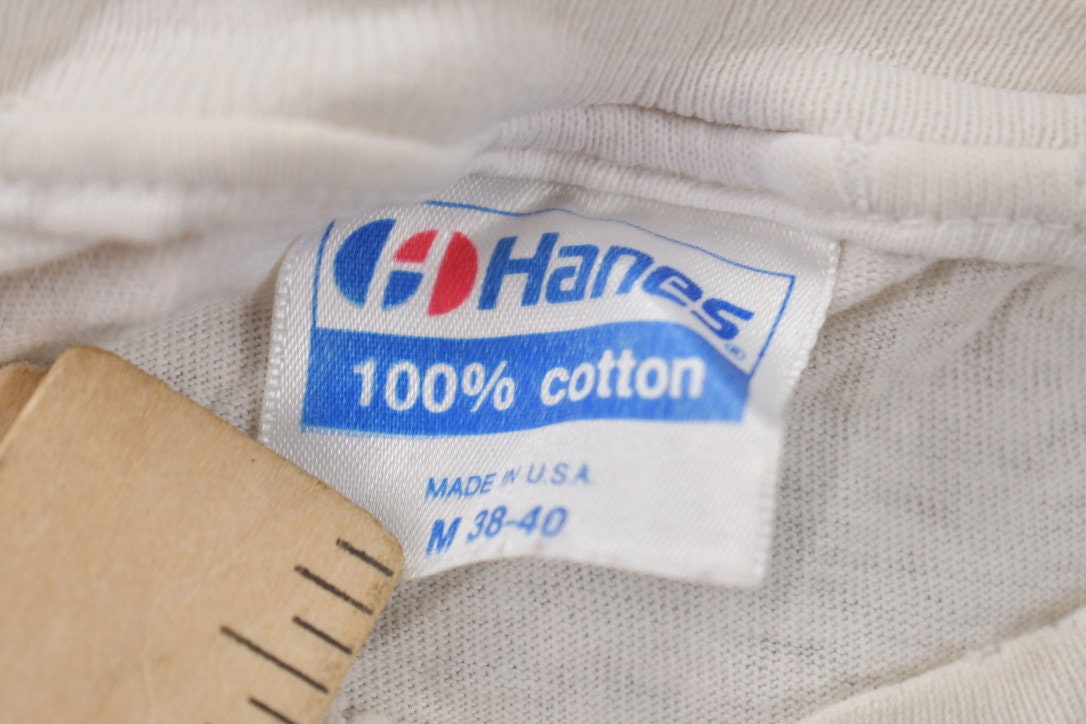 Hanes
100% cotton
MADE IN U.S.A.
M 38-40